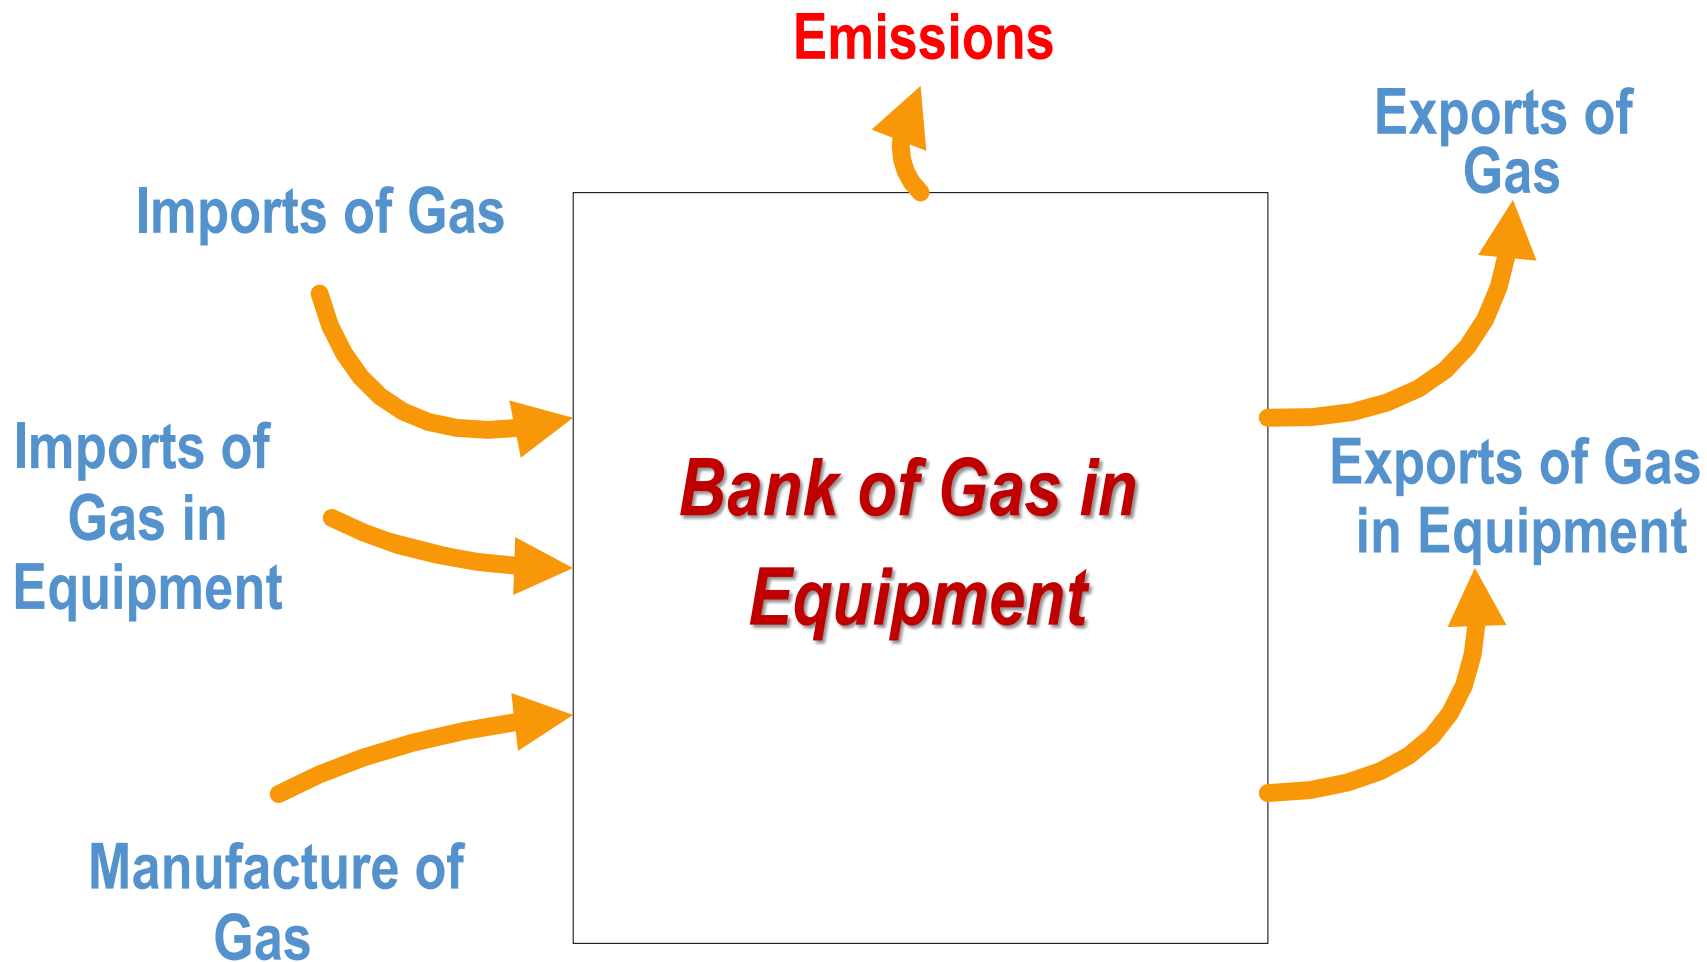 Emissions
Imports of Gas
Imports of
Gas in
Equipment
Manufacture of
Gas
Bank of Gas in
Equipment
Exports of
Gas
Exports of Gas
in Equipment